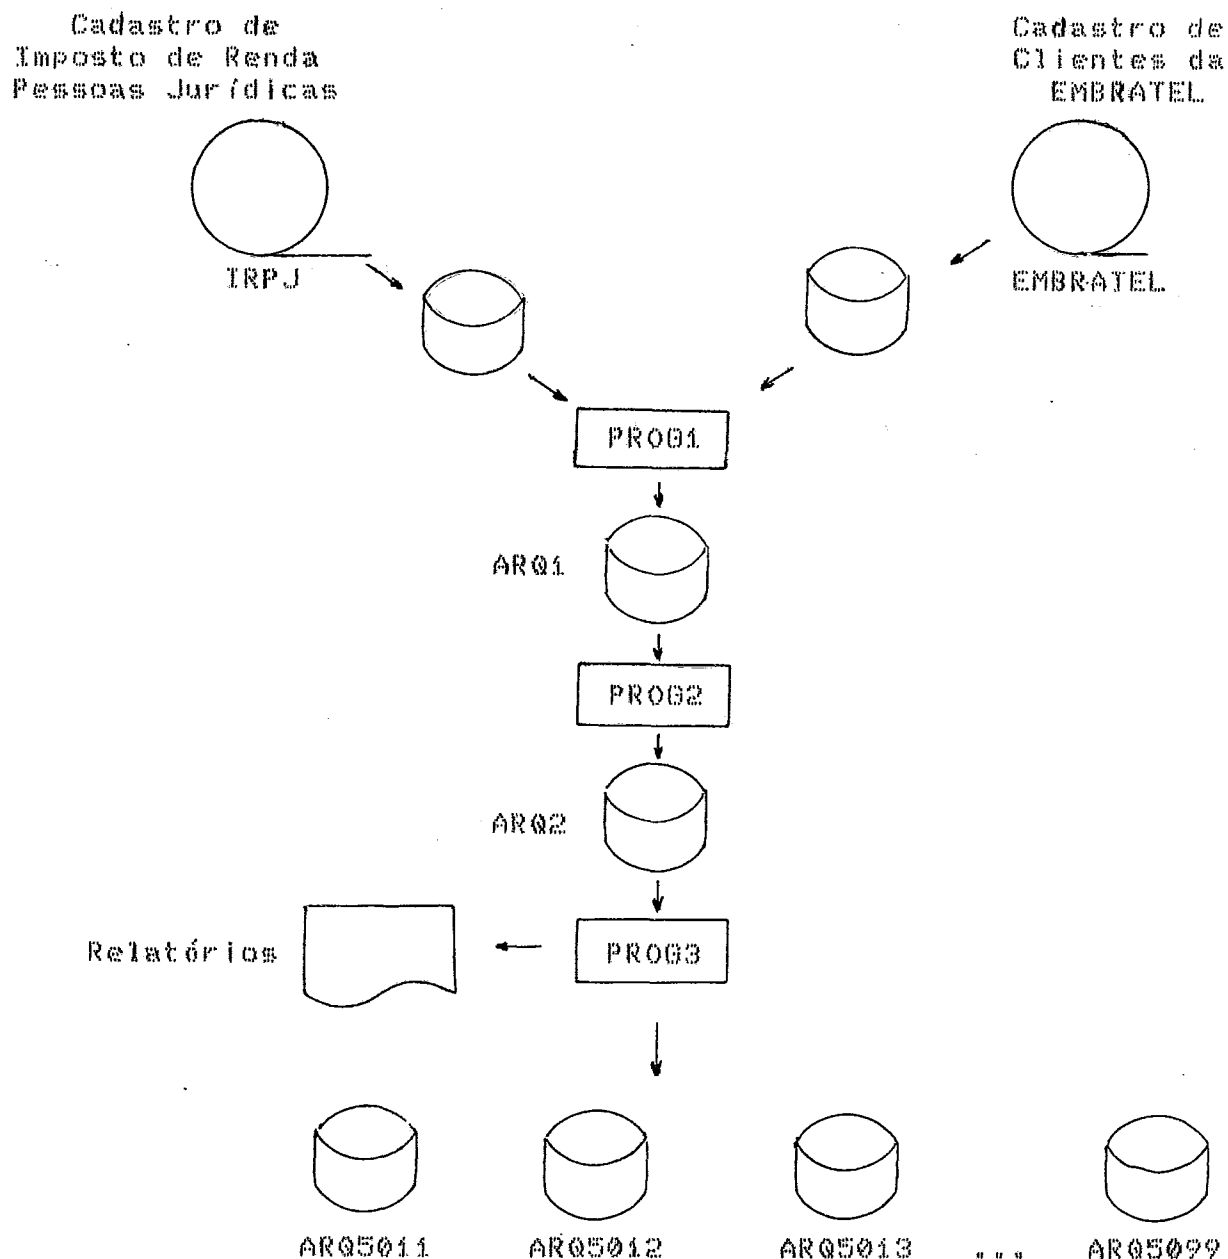 Cadastro de
Imposto de Renda
Pessoas Jurídicas
Cadastro de
Clientes da
EMBRATEL
IRPJ
EMBRATEL
PROG1
ARQ1
PROG2
ARQ2
Relatórios
PROG3
ARQ5011
ARQ5012
ARQ5013
...
ARQ5099